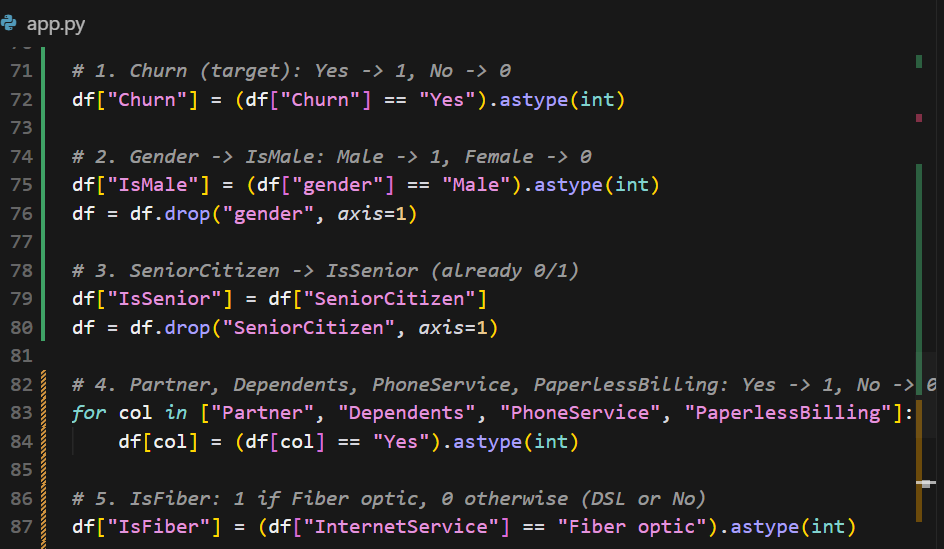 app.py
71 # 1. Churn (target): Yes -> 1, No -> 0
72 df["Churn"] = (df["Churn"] == "Yes").astype(int)
73
74 # 2. Gender -> IsMale: Male -> 1, Female -> 0
75 df["IsMale"] = (df["gender"] == "Male").astype(int)
76 df = df.drop("gender", axis=1)
77
78 # 3. SeniorCitizen -> IsSenior (already 0/1)
79 df["IsSenior"] = df["SeniorCitizen"]
80 df = df.drop("SeniorCitizen", axis=1)
81
82 # 4. Partner, Dependents, PhoneService, PaperlessBilling: Yes -> 1, No -> 0
83 for col in ["Partner", "Dependents", "PhoneService", "PaperlessBilling"]:
84     df[col] = (df[col] == "Yes").astype(int)
85
86 # 5. IsFiber: 1 if Fiber optic, 0 otherwise (DSL or No)
87 df["IsFiber"] = (df["InternetService"] == "Fiber optic").astype(int)